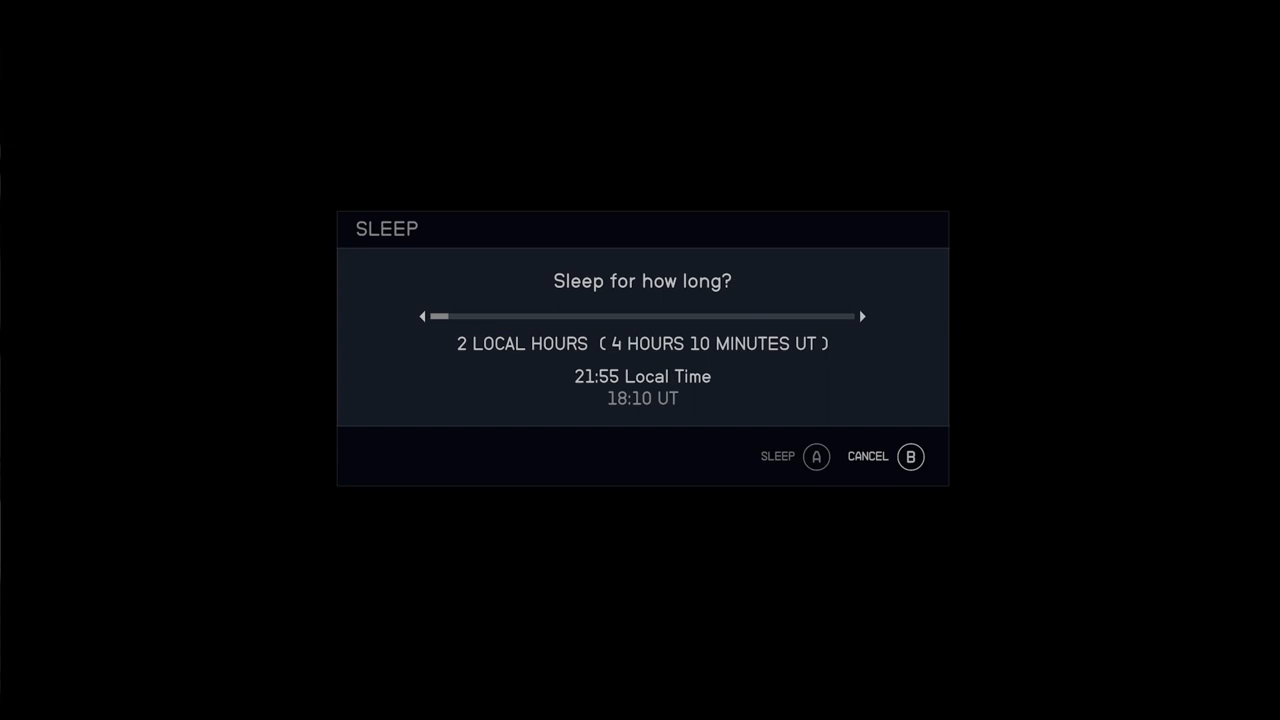 SLEEP
Sleep for how long?
2 LOCAL HOURS ( 4 HOURS 10 MINUTES UT )
21:55 Local Time
18:10 UT
SLEEP A CANCEL B